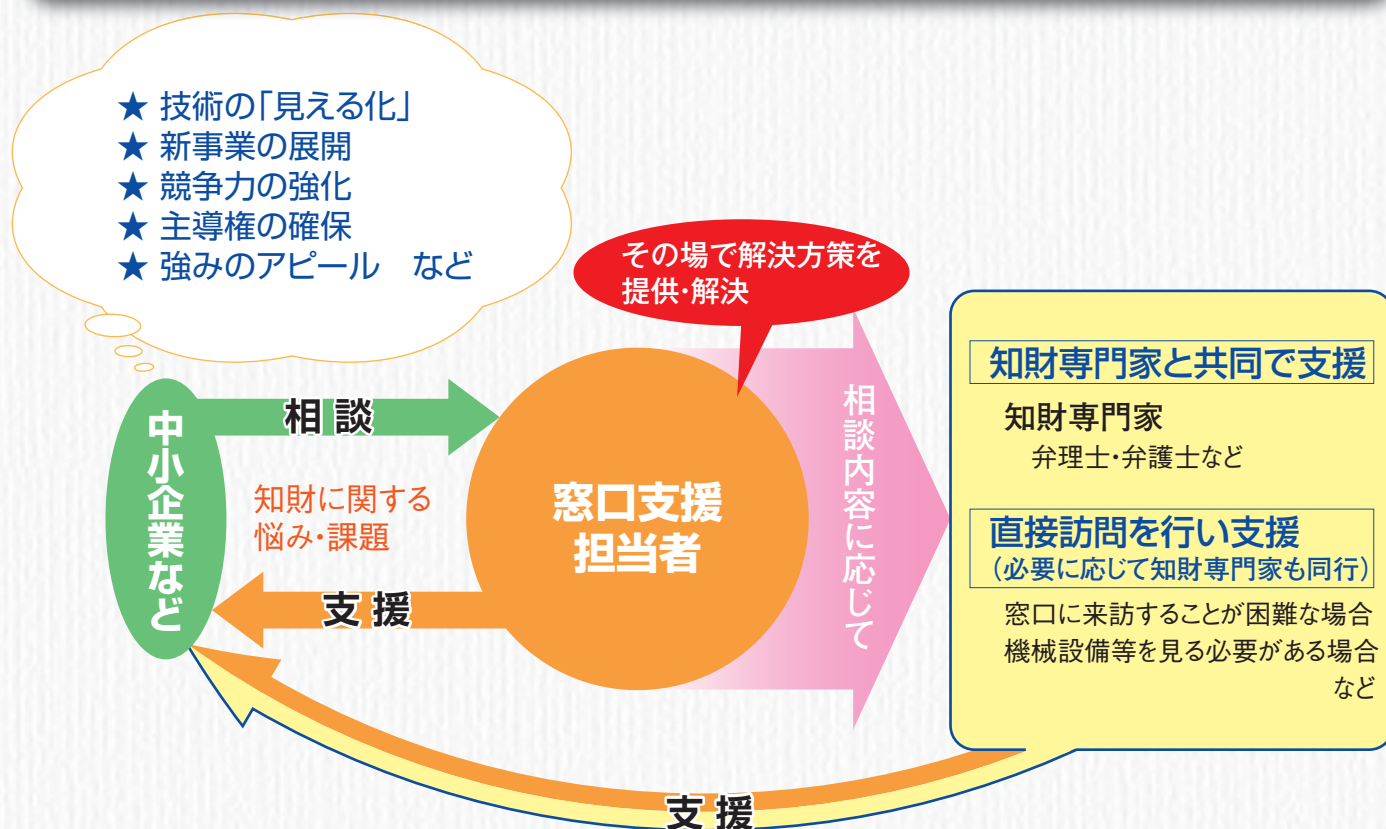 ★ 技術の「見える化」
★ 新事業の展開
★ 競争力の強化
★ 主導権の確保
★ 強みのアピール　など
その場で解決方策を
提供・解決
中小企業など
相談
知財に関する
悩み・課題
支援
窓口支援
担当者
相談内容に応じて
知財専門家と共同で支援
知財専門家
弁理士・弁護士など
直接訪問を行い支援
（必要に応じて知財専門家も同行）
窓口に来訪することが困難な場合
機械設備等を見る必要がある場合
など
支援